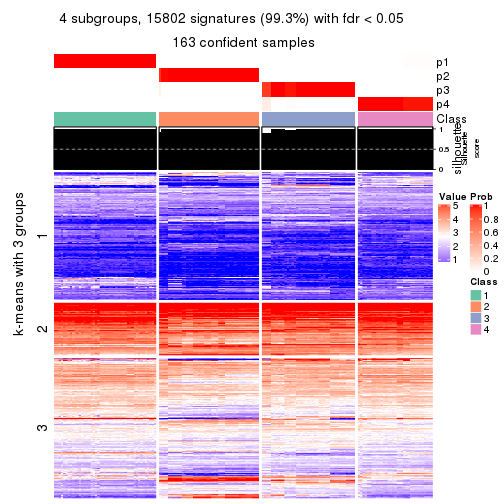 4 subgroups, 15802 signatures (99.3%) with fdr < 0.05
163 confident samples
p1
p2
p3
p4
Class
1
0.5
0
silhouette
Silhouette
score
k-means with 3 groups
1
2
3
Value
5
4
3
2
1
Prob
1
0.8
0.6
0.4
0.2
0
Class
1
2
3
4